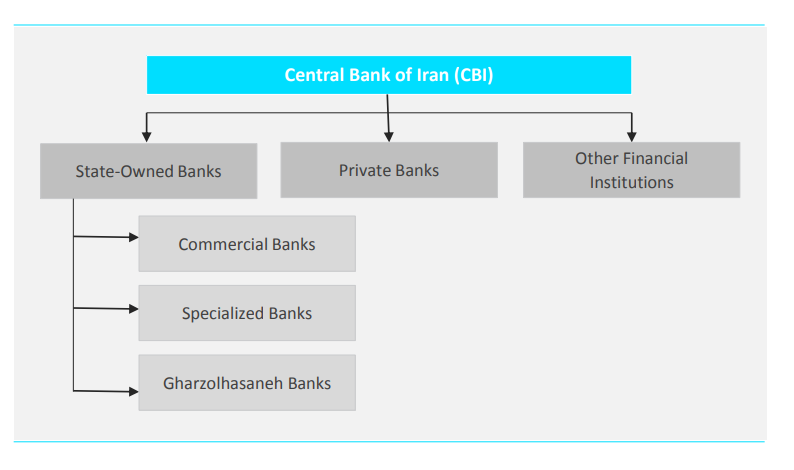 Central Bank of Iran (CBI)
State-Owned Banks
Private Banks
Other Financial
Institutions
Commercial Banks
Specialized Banks
Gharzolhasaneh Banks